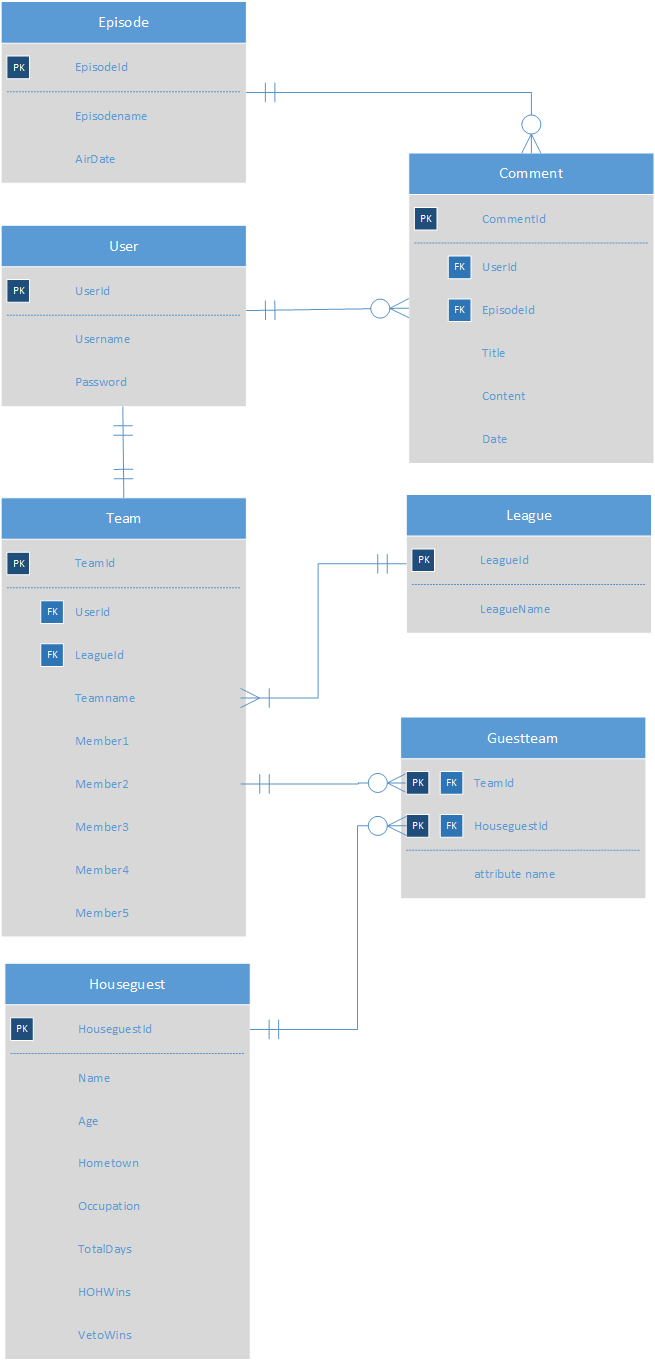 Episode
PK EpisodeId
Episodename
AirDate
Comment
PK CommentId
FK UserId
FK EpisodeId
Title
Content
Date
User
PK UserId
Username
Password
Team
PK TeamId
FK UserId
FK LeagueId
Teamname
Member1
Member2
Member3
Member4
Member5
League
PK LeagueId
LeagueName
Guestteam
PK FK TeamId
PK FK HouseguestId
attribute name
Houseguest
PK HouseguestId
Name
Age
Hometown
Occupation
TotalDays
HOHWins
VetoWins